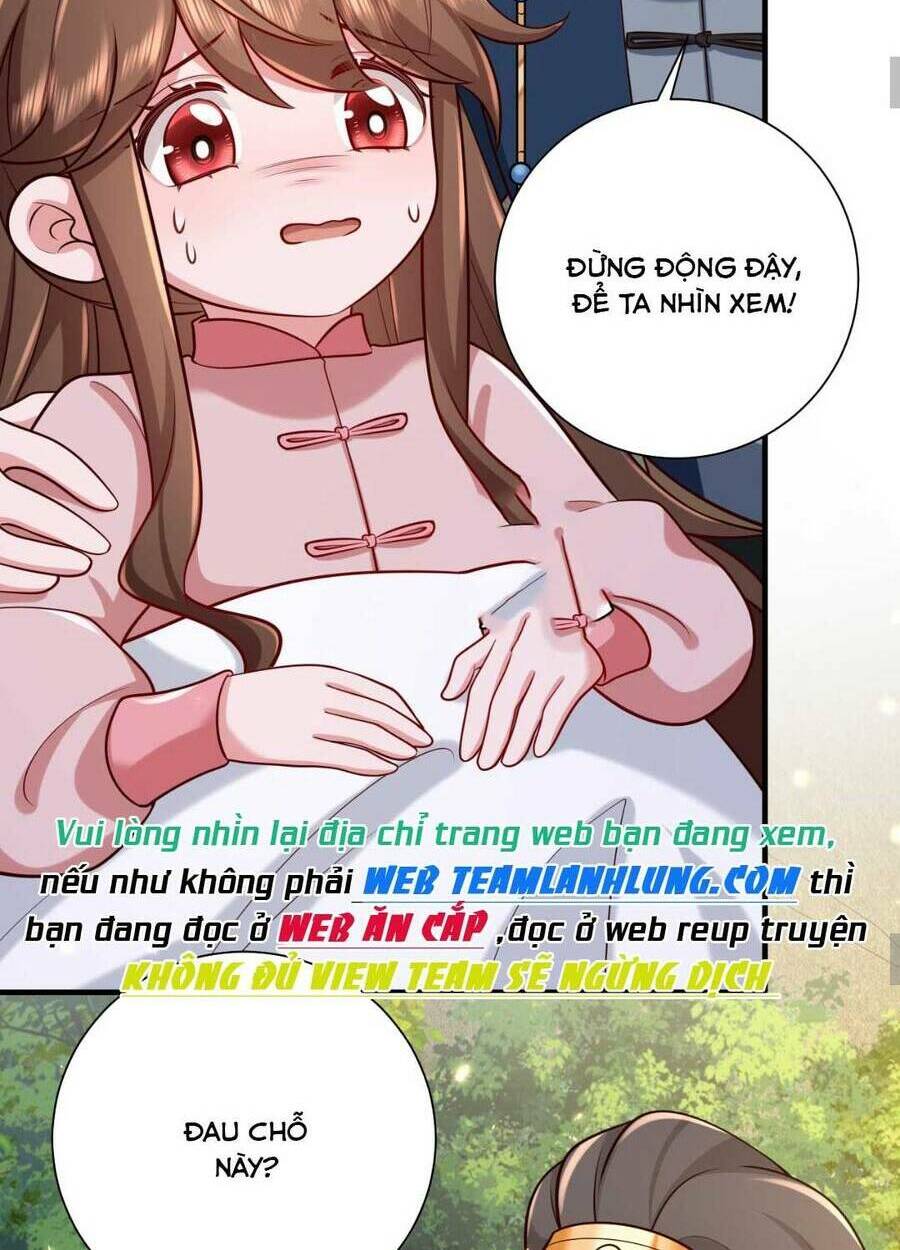 ĐỪNG ĐỘNG ĐẬY,
ĐỂ TA NHÌN XEM!
Vui lòng nhìn lại địa chỉ trang web bạn đang xem,
nếu như không phải WEB TEAMLANHLUNG.COM thì
bạn đang đọc ở WEB ĂN CẮP ,đọc ở web reup truyện
KHÔNG ĐỦ VIEW TEAM SẼ NGỪNG DỊCH
ĐAU CHỖ
NÀY?